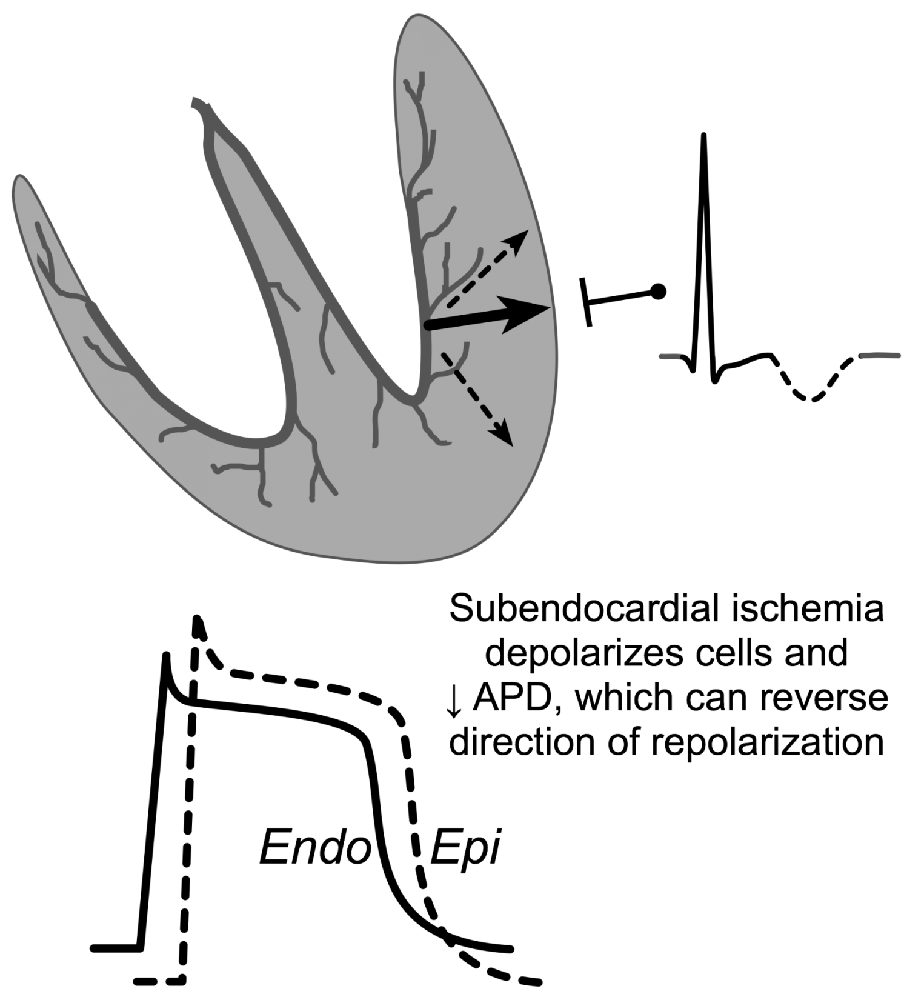 Subendocardial ischemia
depolarizes cells and
↓ APD, which can reverse
direction of repolarization
Endo
Epi